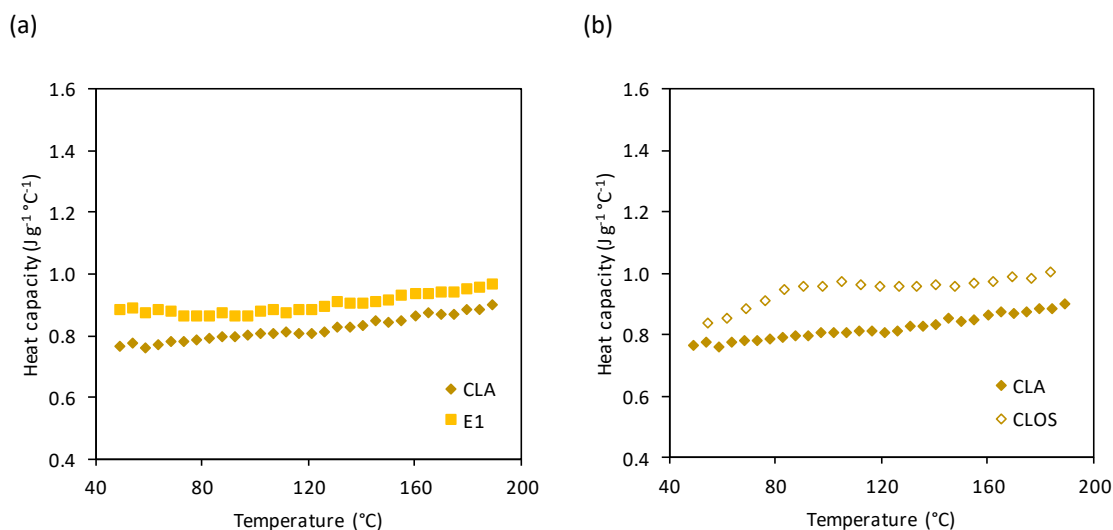 (a)
Heat capacity (J g⁻¹ °C⁻¹)
1.6
1.4
1.2
1.0
0.8
0.6
0.4
40
80
120
160
200
Temperature (°C)
CLA
E1
(b)
Heat capacity (J g⁻¹ °C⁻¹)
1.6
1.4
1.2
1.0
0.8
0.6
0.4
40
80
120
160
200
Temperature (°C)
CLA
CLOS